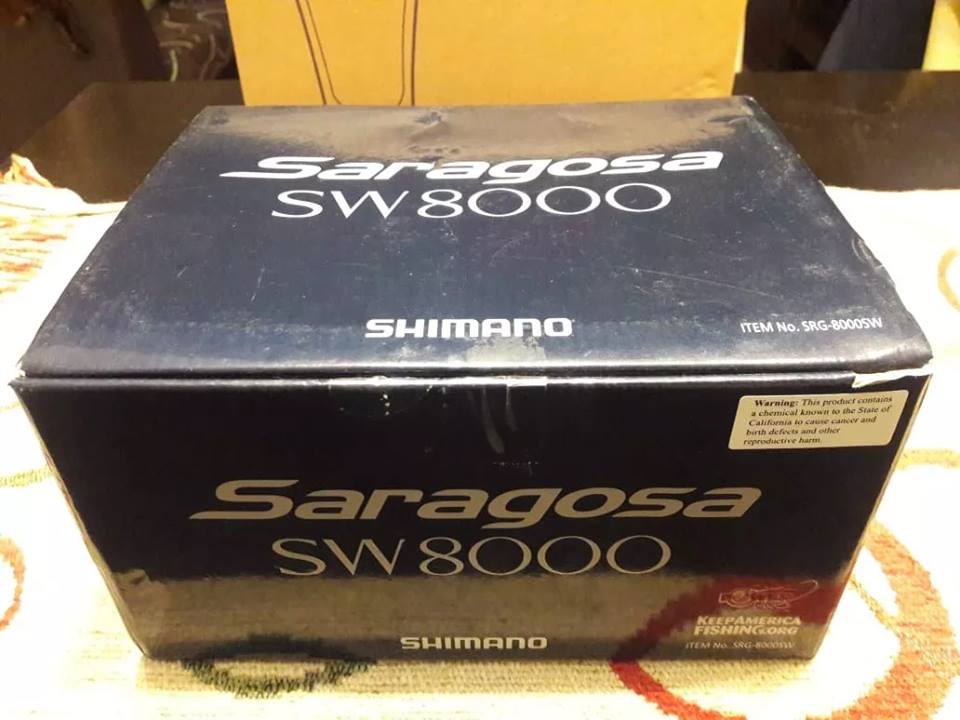 Saragosa
SW8000
SHIMANO
ITEM No. SRG-8000SW
Warning: This product contains
a chemical known to the State of
California to cause cancer and
birth defects and other
reproductive harm.
Saragosa
SW8000
KEEPAMERICA
FISHING.ORG
SHIMANO
ITEM No. SRG-8000SW